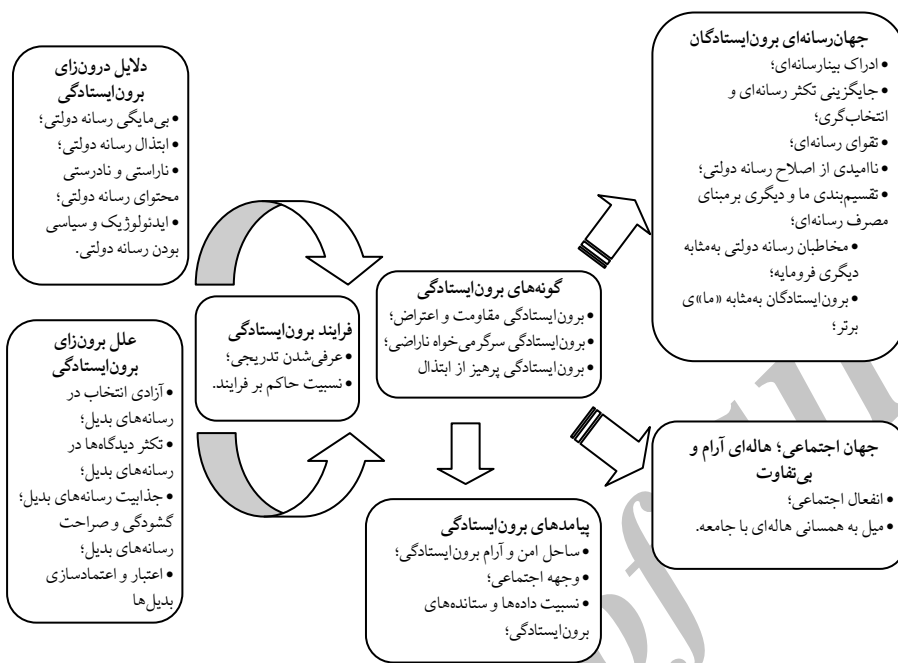 جهان‌رسانه‌ای برون‌ایستادگان
• ادراک بینارسانه‌ای؛
• جایگزینی تکثر رسانه‌ای و
انتخاب‌گری؛
• تقوای رسانه‌ای؛
• ناامیدی از اصلاح رسانه دولتی؛
• تقسیم‌بندی ما و دیگری برمبنای
مصرف رسانه‌ای؛
• مخاطبان رسانه دولتی به‌مثابه
دیگری فرومایه؛
• برون‌ایستادگان به‌مثابه «ما»ی
برتر؛
دلایل درون‌زای
برون‌ایستادگی
• بی‌مایگی رسانه دولتی؛
• ابتذال رسانه دولتی؛
• ناراستی و نادرستی
محتوای رسانه دولتی؛
• ایدئولوژیک و سیاسی
بودن رسانه دولتی.
گونه‌های برون‌ایستادگی
• برون‌ایستادگی مقاومت و اعتراض؛
• برون‌ایستادگی سرگرمی‌خواه ناراضی؛
• برون‌ایستادگی پرهیز از ابتذال
فرایند برون‌ایستادگی
• عرفی‌شدن تدریجی؛
• نسبیت حاکم بر فرایند.
علل برون‌زای
برون‌ایستادگی
• آزادی انتخاب در
رسانه‌های بدیل؛
• تکثر دیدگاه‌ها در
رسانه‌های بدیل؛
• جذابیت رسانه‌های بدیل؛
گشودگی و صراحت
رسانه‌های بدیل؛
• اعتبار و اعتمادسازی
بدیل‌ها
جهان اجتماعی؛ هاله‌ای آرام و
بی‌تفاوت
• انفعال اجتماعی؛
• میل به همسانی هاله‌ای با جامعه.
پیامدهای برون‌ایستادگی
• ساحل امن و آرام برون‌ایستادگی؛
• وجهه اجتماعی؛
• نسبیت داده‌ها و ستانده‌های
برون‌ایستادگی؛
of